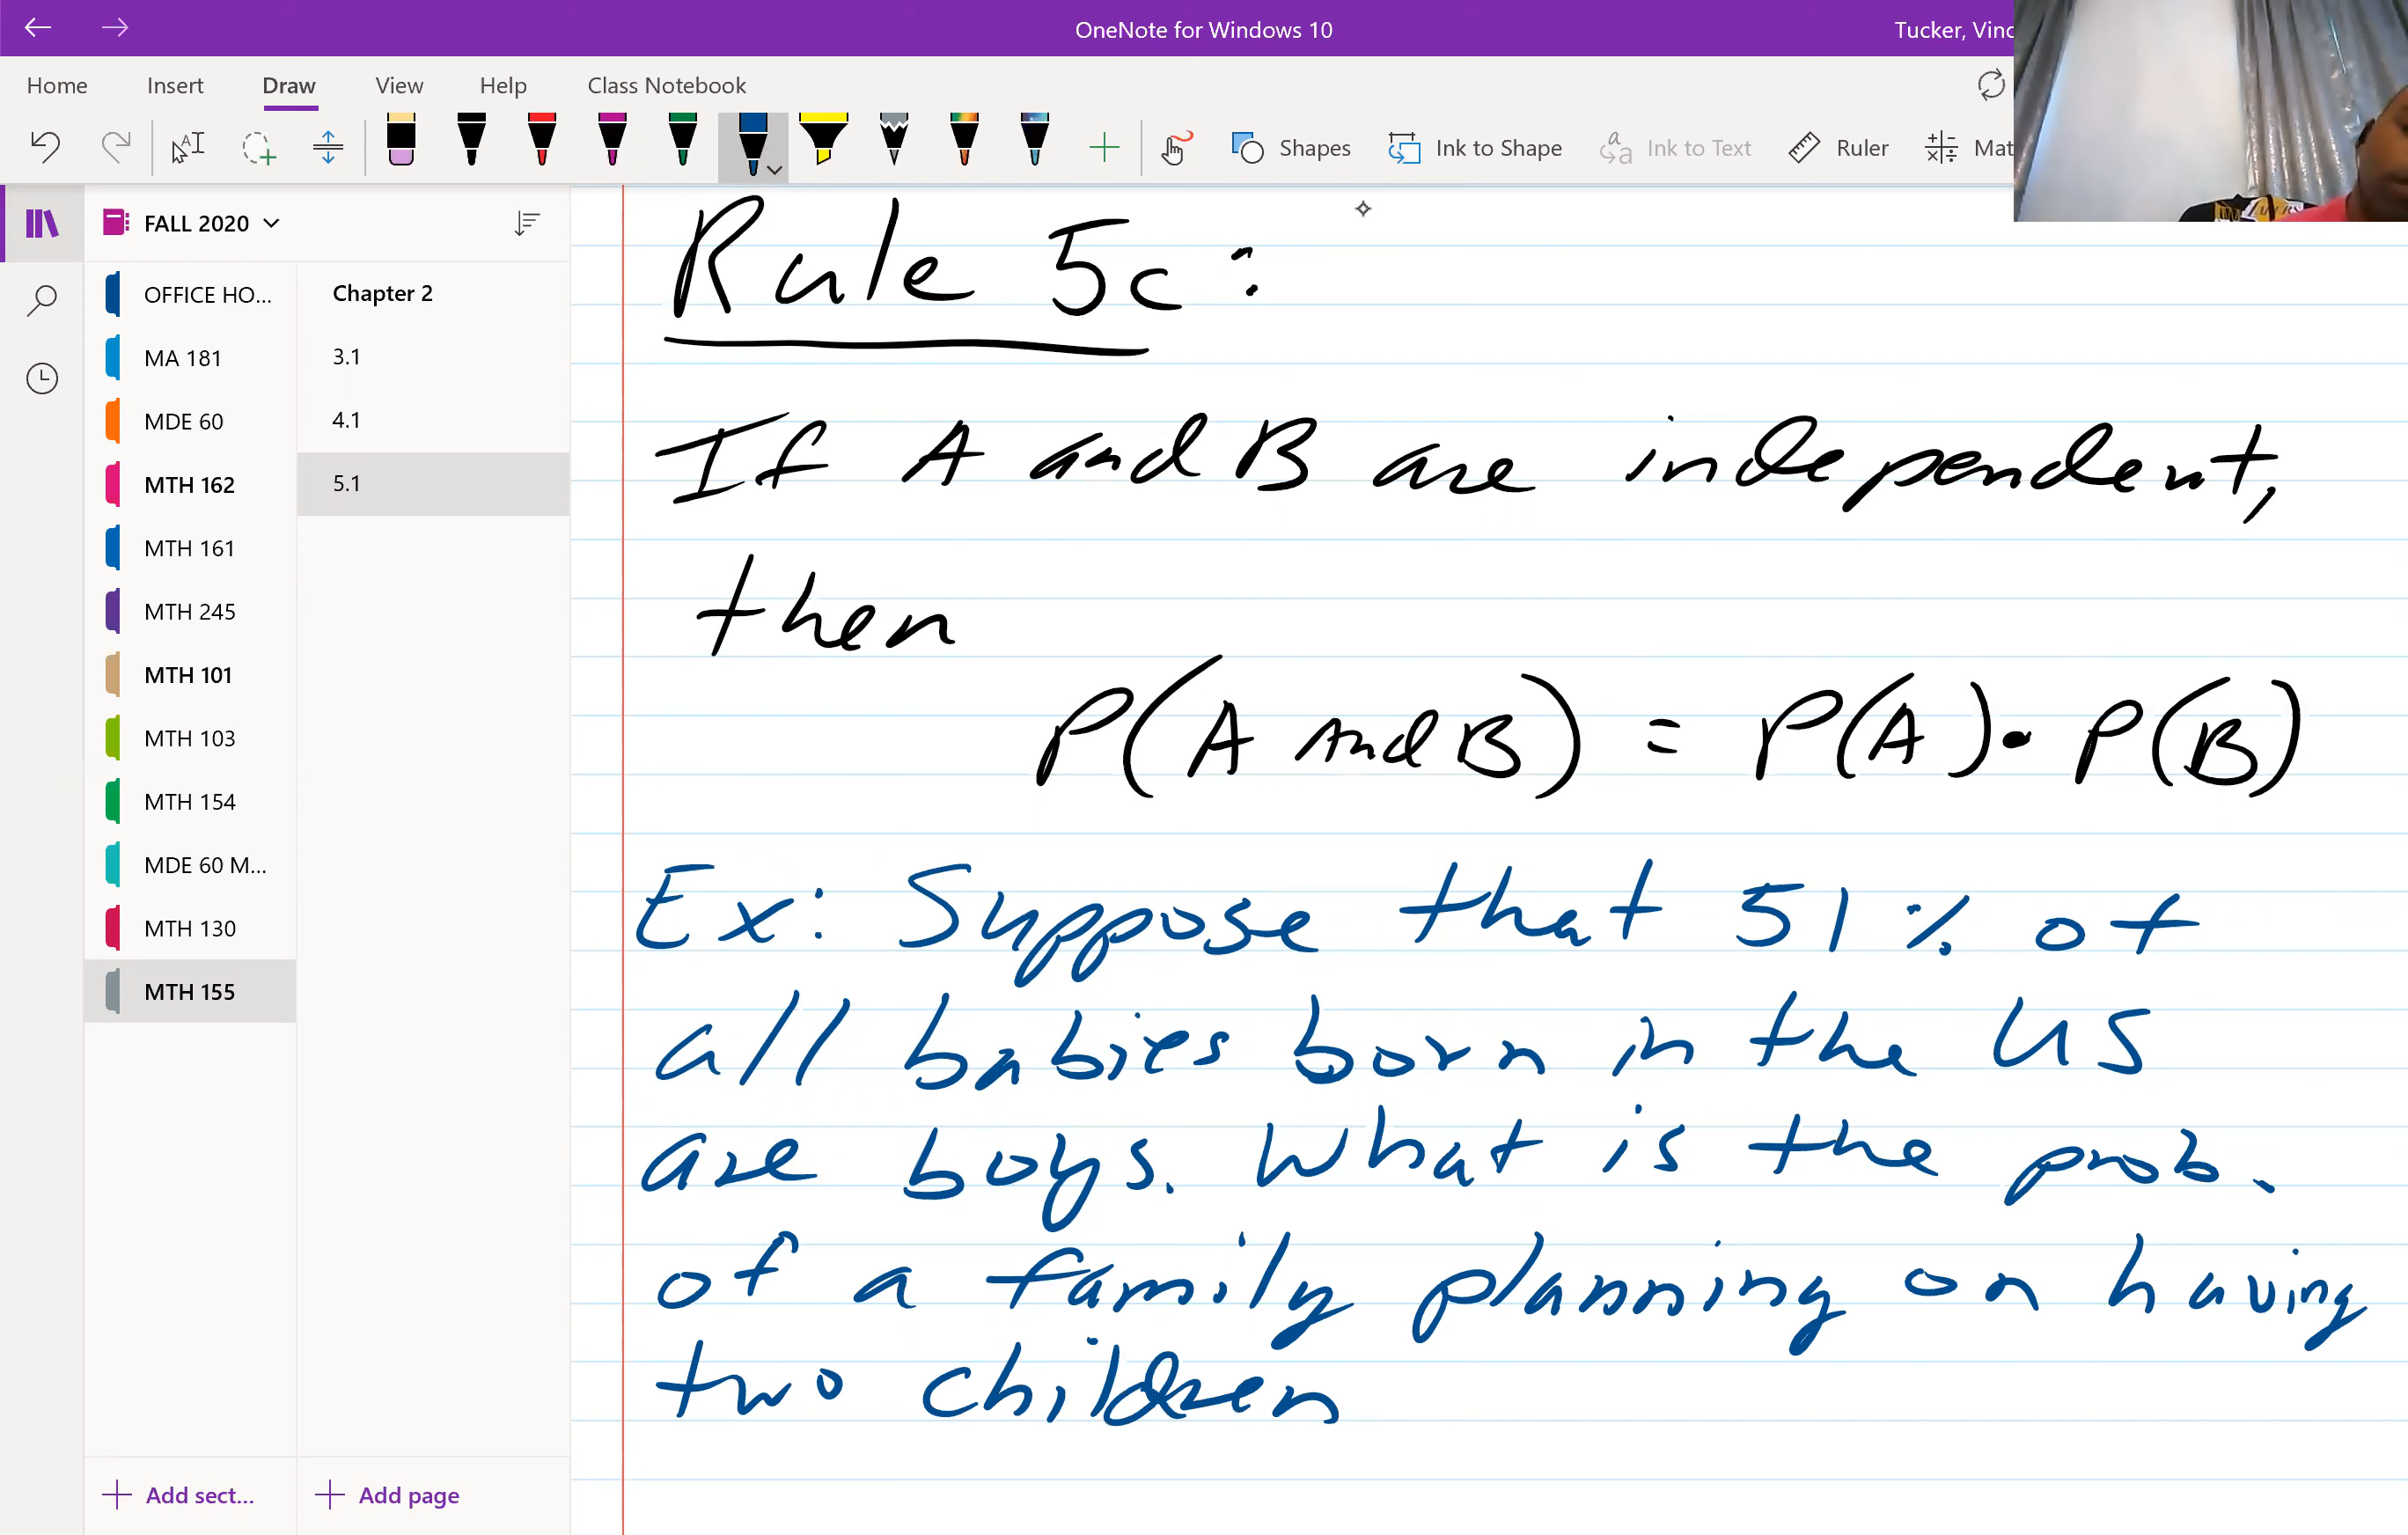 OneNote for Windows 10
Tucker, Vinc
Home Insert Draw View Help Class Notebook
Shapes Ink to Shape Ink to Text Ruler Mat
FALL 2020
OFFICE HO...
MA 181
MDE 60
MTH 162
MTH 161
MTH 245
MTH 101
MTH 103
MTH 154
MDE 60 M...
MTH 130
MTH 155
Add sect...
Chapter 2
3.1
4.1
5.1
Add page
Rule 5c:
If A and B are independent,
then
P(A and B) = P(A) • P(B)
Ex: Suppose that 51% of
all babies born in the US
are boys. What is the prob.
of a family planning on having
two children